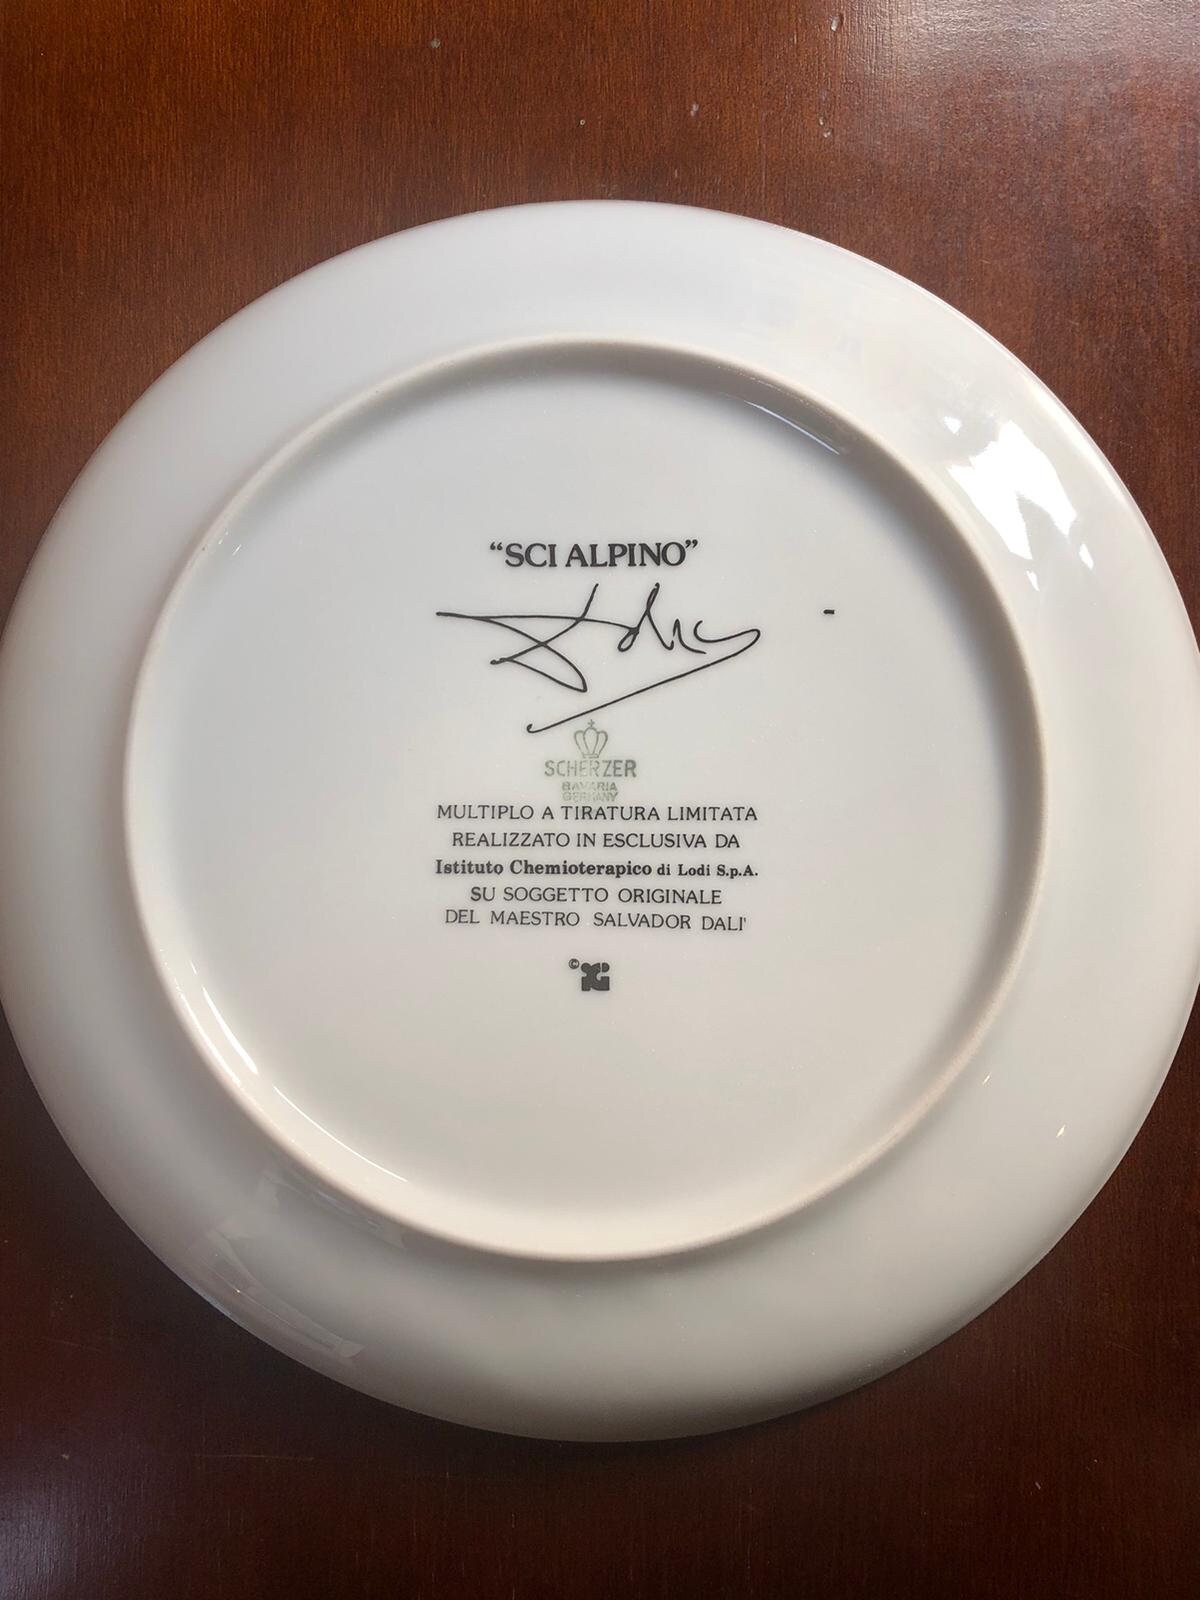 “SCI ALPINO”
Dalí
SCHERZER
BAVARIA
GERMANY
MULTIPLO A TIRATURA LIMITATA
REALIZZATO IN ESCLUSIVA DA
Istituto Chemioterapico di Lodi S.p.A.
SU SOGGETTO ORIGINALE
DEL MAESTRO SALVADOR DALI'
©